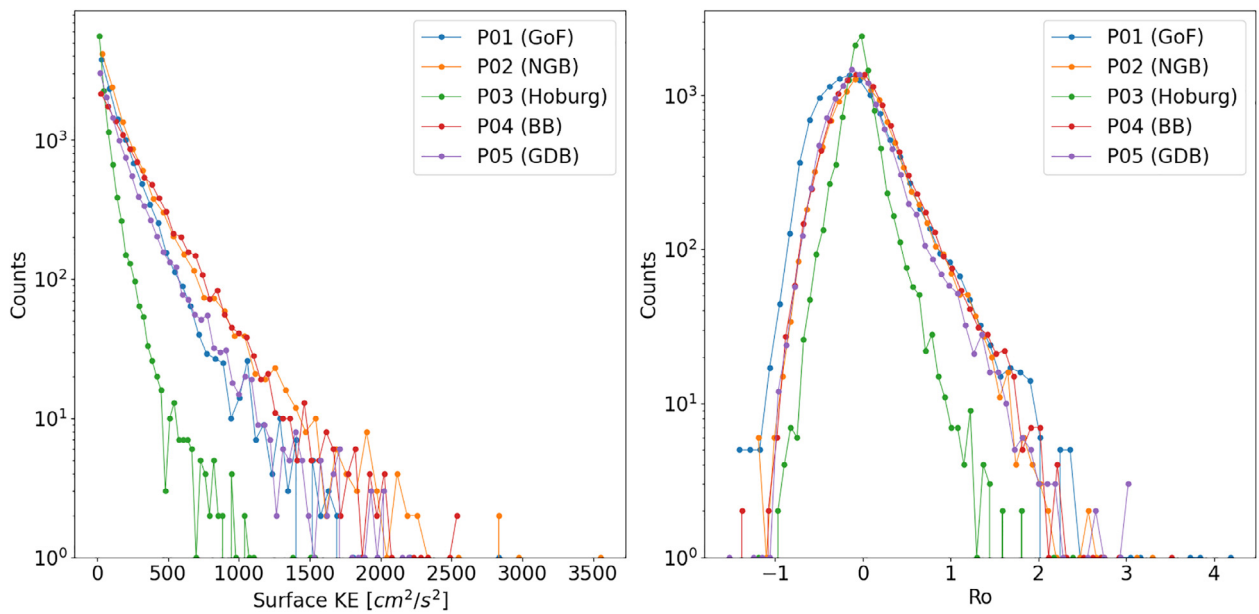 10³
10²
10¹
10⁰
Counts
0 500 1000 1500 2000 2500 3000 3500
Surface KE [cm²/s²]
P01 (GoF)
P02 (NGB)
P03 (Hoburg)
P04 (BB)
P05 (GDB)
10³
10²
10¹
10⁰
Counts
−1 0 1 2 3 4
Ro
P01 (GoF)
P02 (NGB)
P03 (Hoburg)
P04 (BB)
P05 (GDB)